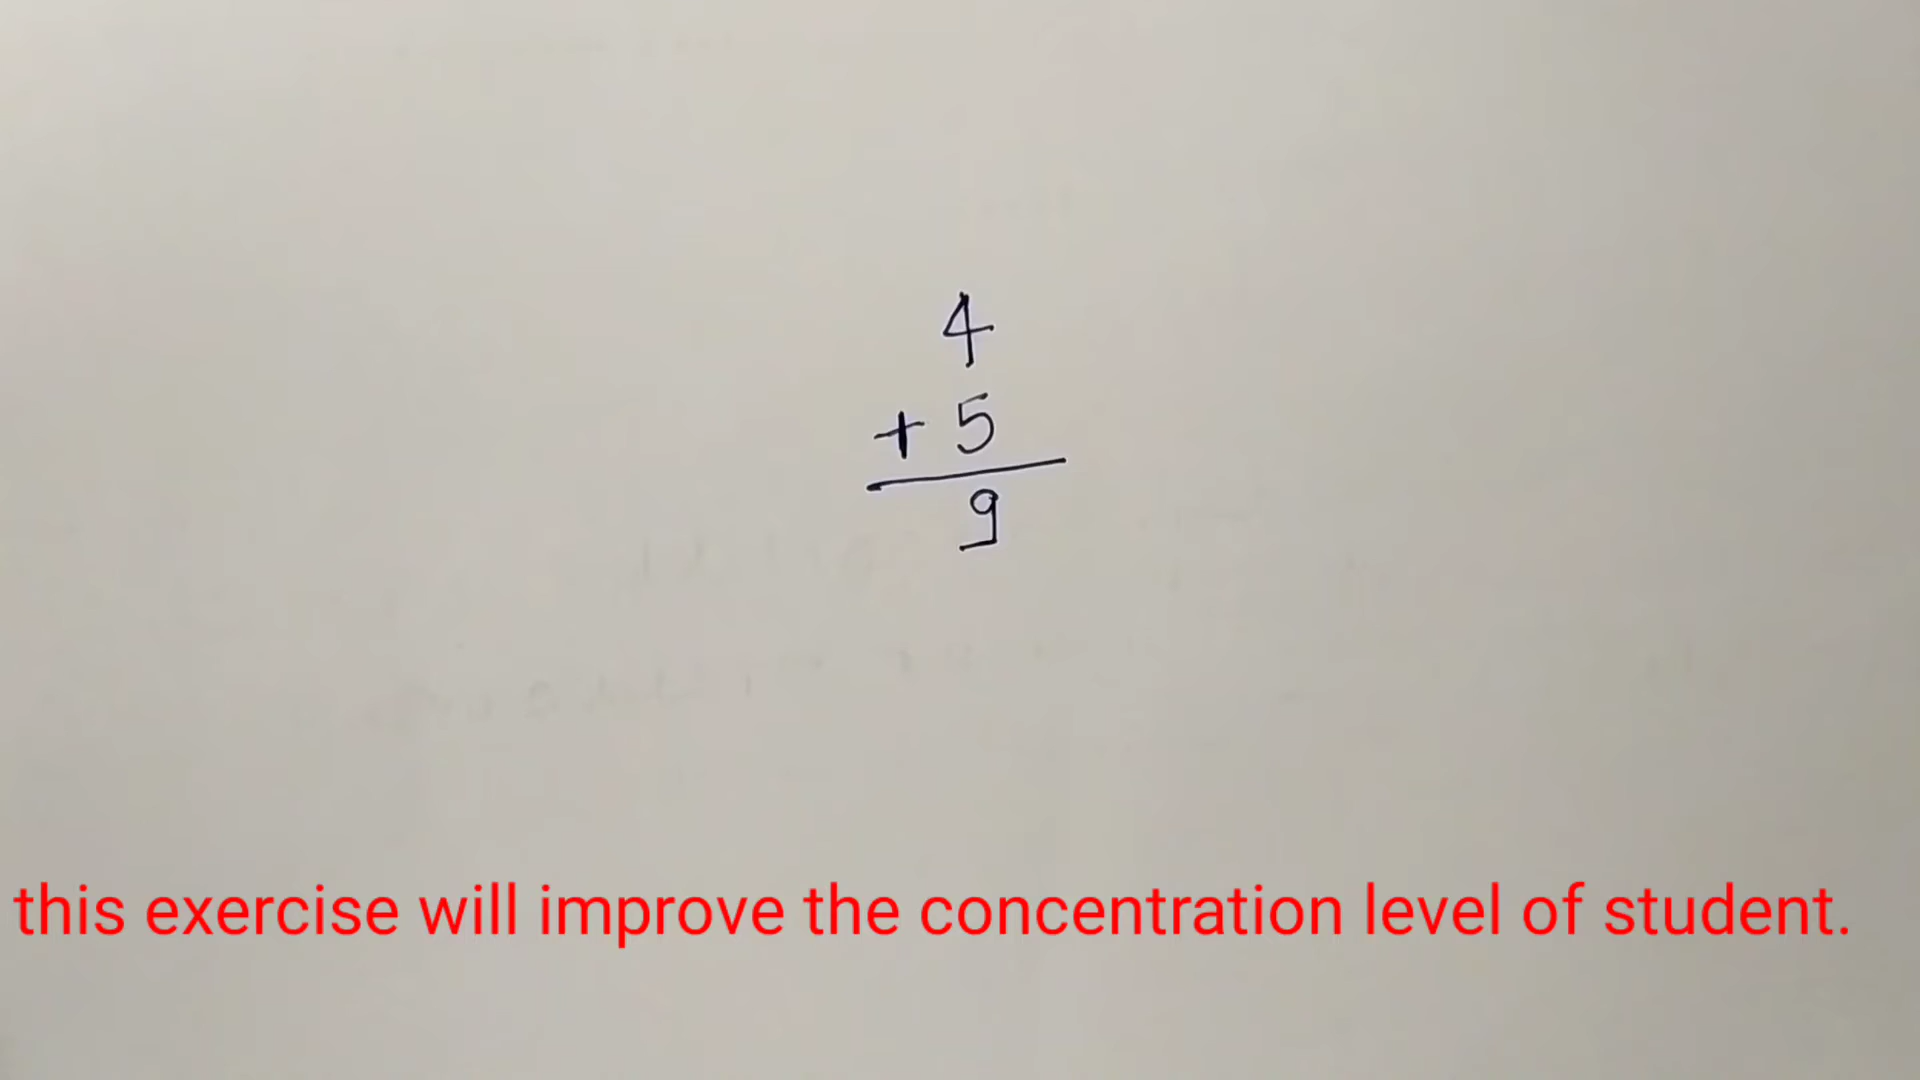 4
+ 5
9
this exercise will improve the concentration level of student.